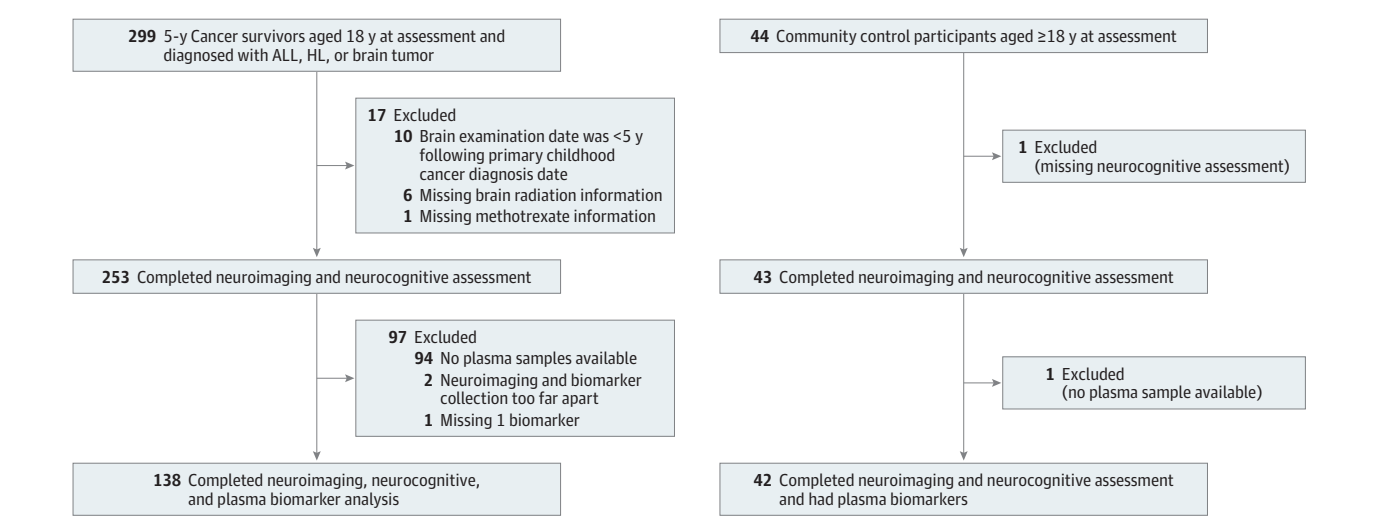 299 5-y Cancer survivors aged 18 y at assessment and
diagnosed with ALL, HL, or brain tumor
17 Excluded
10 Brain examination date was <5 y
following primary childhood
cancer diagnosis date
6 Missing brain radiation information
1 Missing methotrexate information
253 Completed neuroimaging and neurocognitive assessment
97 Excluded
94 No plasma samples available
2 Neuroimaging and biomarker
collection too far apart
1 Missing 1 biomarker
138 Completed neuroimaging, neurocognitive,
and plasma biomarker analysis
44 Community control participants aged ≥18 y at assessment
1 Excluded
(missing neurocognitive assessment)
43 Completed neuroimaging and neurocognitive assessment
1 Excluded
(no plasma sample available)
42 Completed neuroimaging and neurocognitive assessment
and had plasma biomarkers